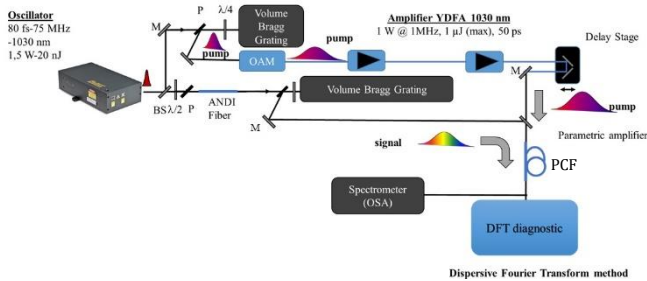 Oscillator
80 fs-75 MHz
-1030 nm
1,5 W-20 nJ
M
P
λ/4
Volume
Bragg
Grating
pump
pump
OAM
Amplifier YDFA 1030 nm
1 W @ 1MHz, 1 µJ (max), 50 ps
Delay Stage
M
pump
BS
λ/2
P
ANDI
Fiber
M
Volume Bragg Grating
Parametric amplifier
signal
PCF
Spectrometer
(OSA)
DFT diagnostic
Dispersive Fourier Transform method